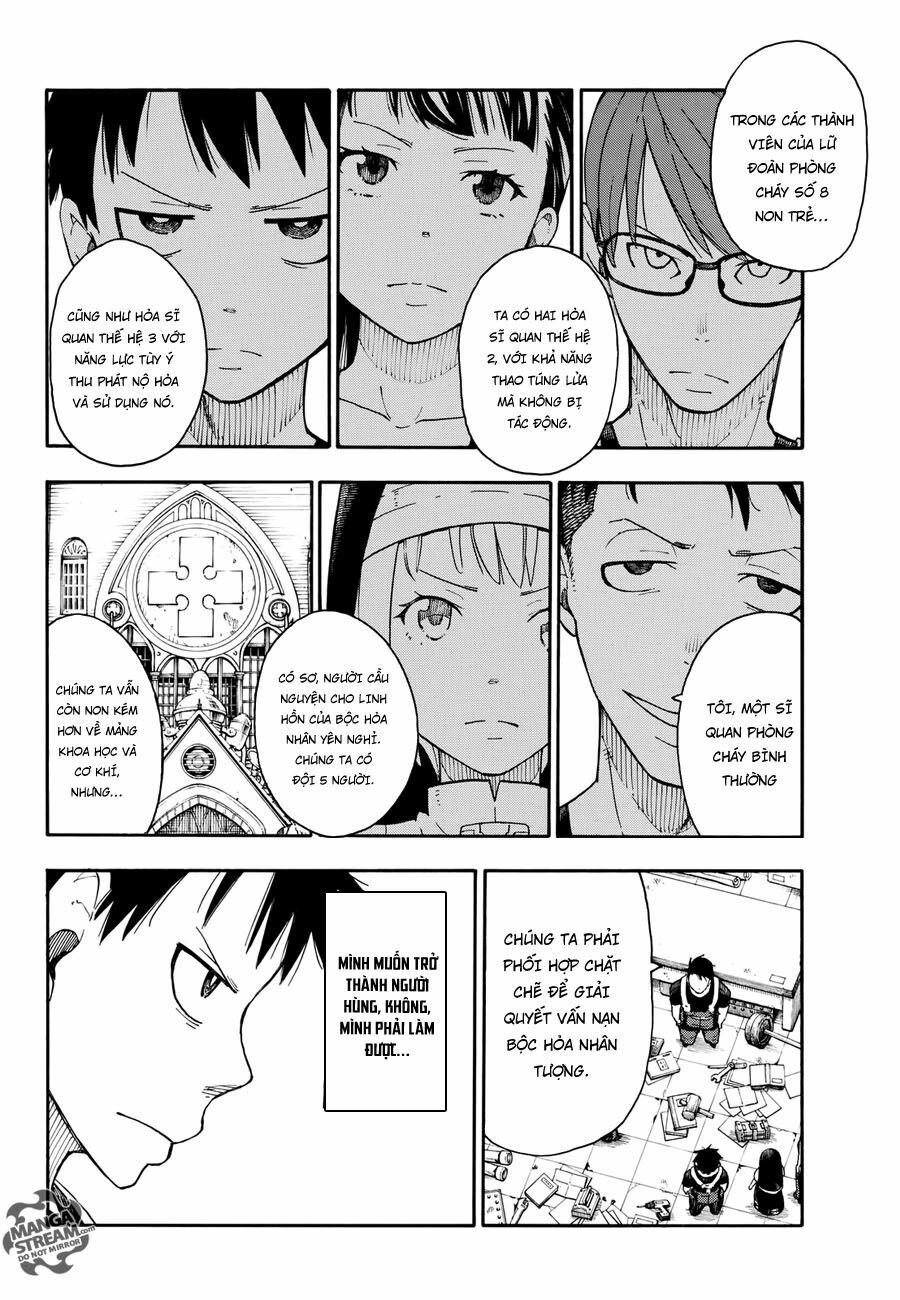 TRONG CÁC THÀNH
VIÊN CỦA LỮ
ĐOÀN PHÒNG
CHÁY SỐ 8
NON TRẺ...
TA CÓ HAI HỎA
SĨ QUAN THẾ HỆ
2, VỚI KHẢ NĂNG
THAO TÚNG LỬA
MÀ KHÔNG BỊ
TÁC ĐỘNG.
CŨNG NHƯ HỎA SĨ
QUAN THẾ HỆ 3 VỚI
NĂNG LỰC TÙY Ý
THU PHÁT NỘ HỎA
VÀ SỬ DỤNG NÓ.
TÔI, MỘT SĨ
QUAN PHÒNG
CHÁY BÌNH
THƯỜNG
CÓ SƠ, NGƯỜI CẦU
NGUYỆN CHO LINH
HỒN CỦA BỘC HỎA
NHÂN YÊN NGHỈ.
CHÚNG TA CÓ
ĐỘI 5 NGƯỜI.
CHÚNG TA VẪN
CÒN NON KÉM
HƠN VỀ MẢNG
KHOA HỌC VÀ
CƠ KHÍ,
NHƯNG...
CHÚNG TA PHẢI
PHỐI HỢP CHẶT
CHẼ ĐỂ GIẢI
QUYẾT VẤN NẠN
BỘC HỎA NHÂN
TƯỢNG.
MÌNH MUỐN TRỞ
THÀNH NGƯỜI
HÙNG, KHÔNG,
MÌNH PHẢI LÀM
ĐƯỢC...
MANGA
STREAM.com
DO NOT MIRROR!